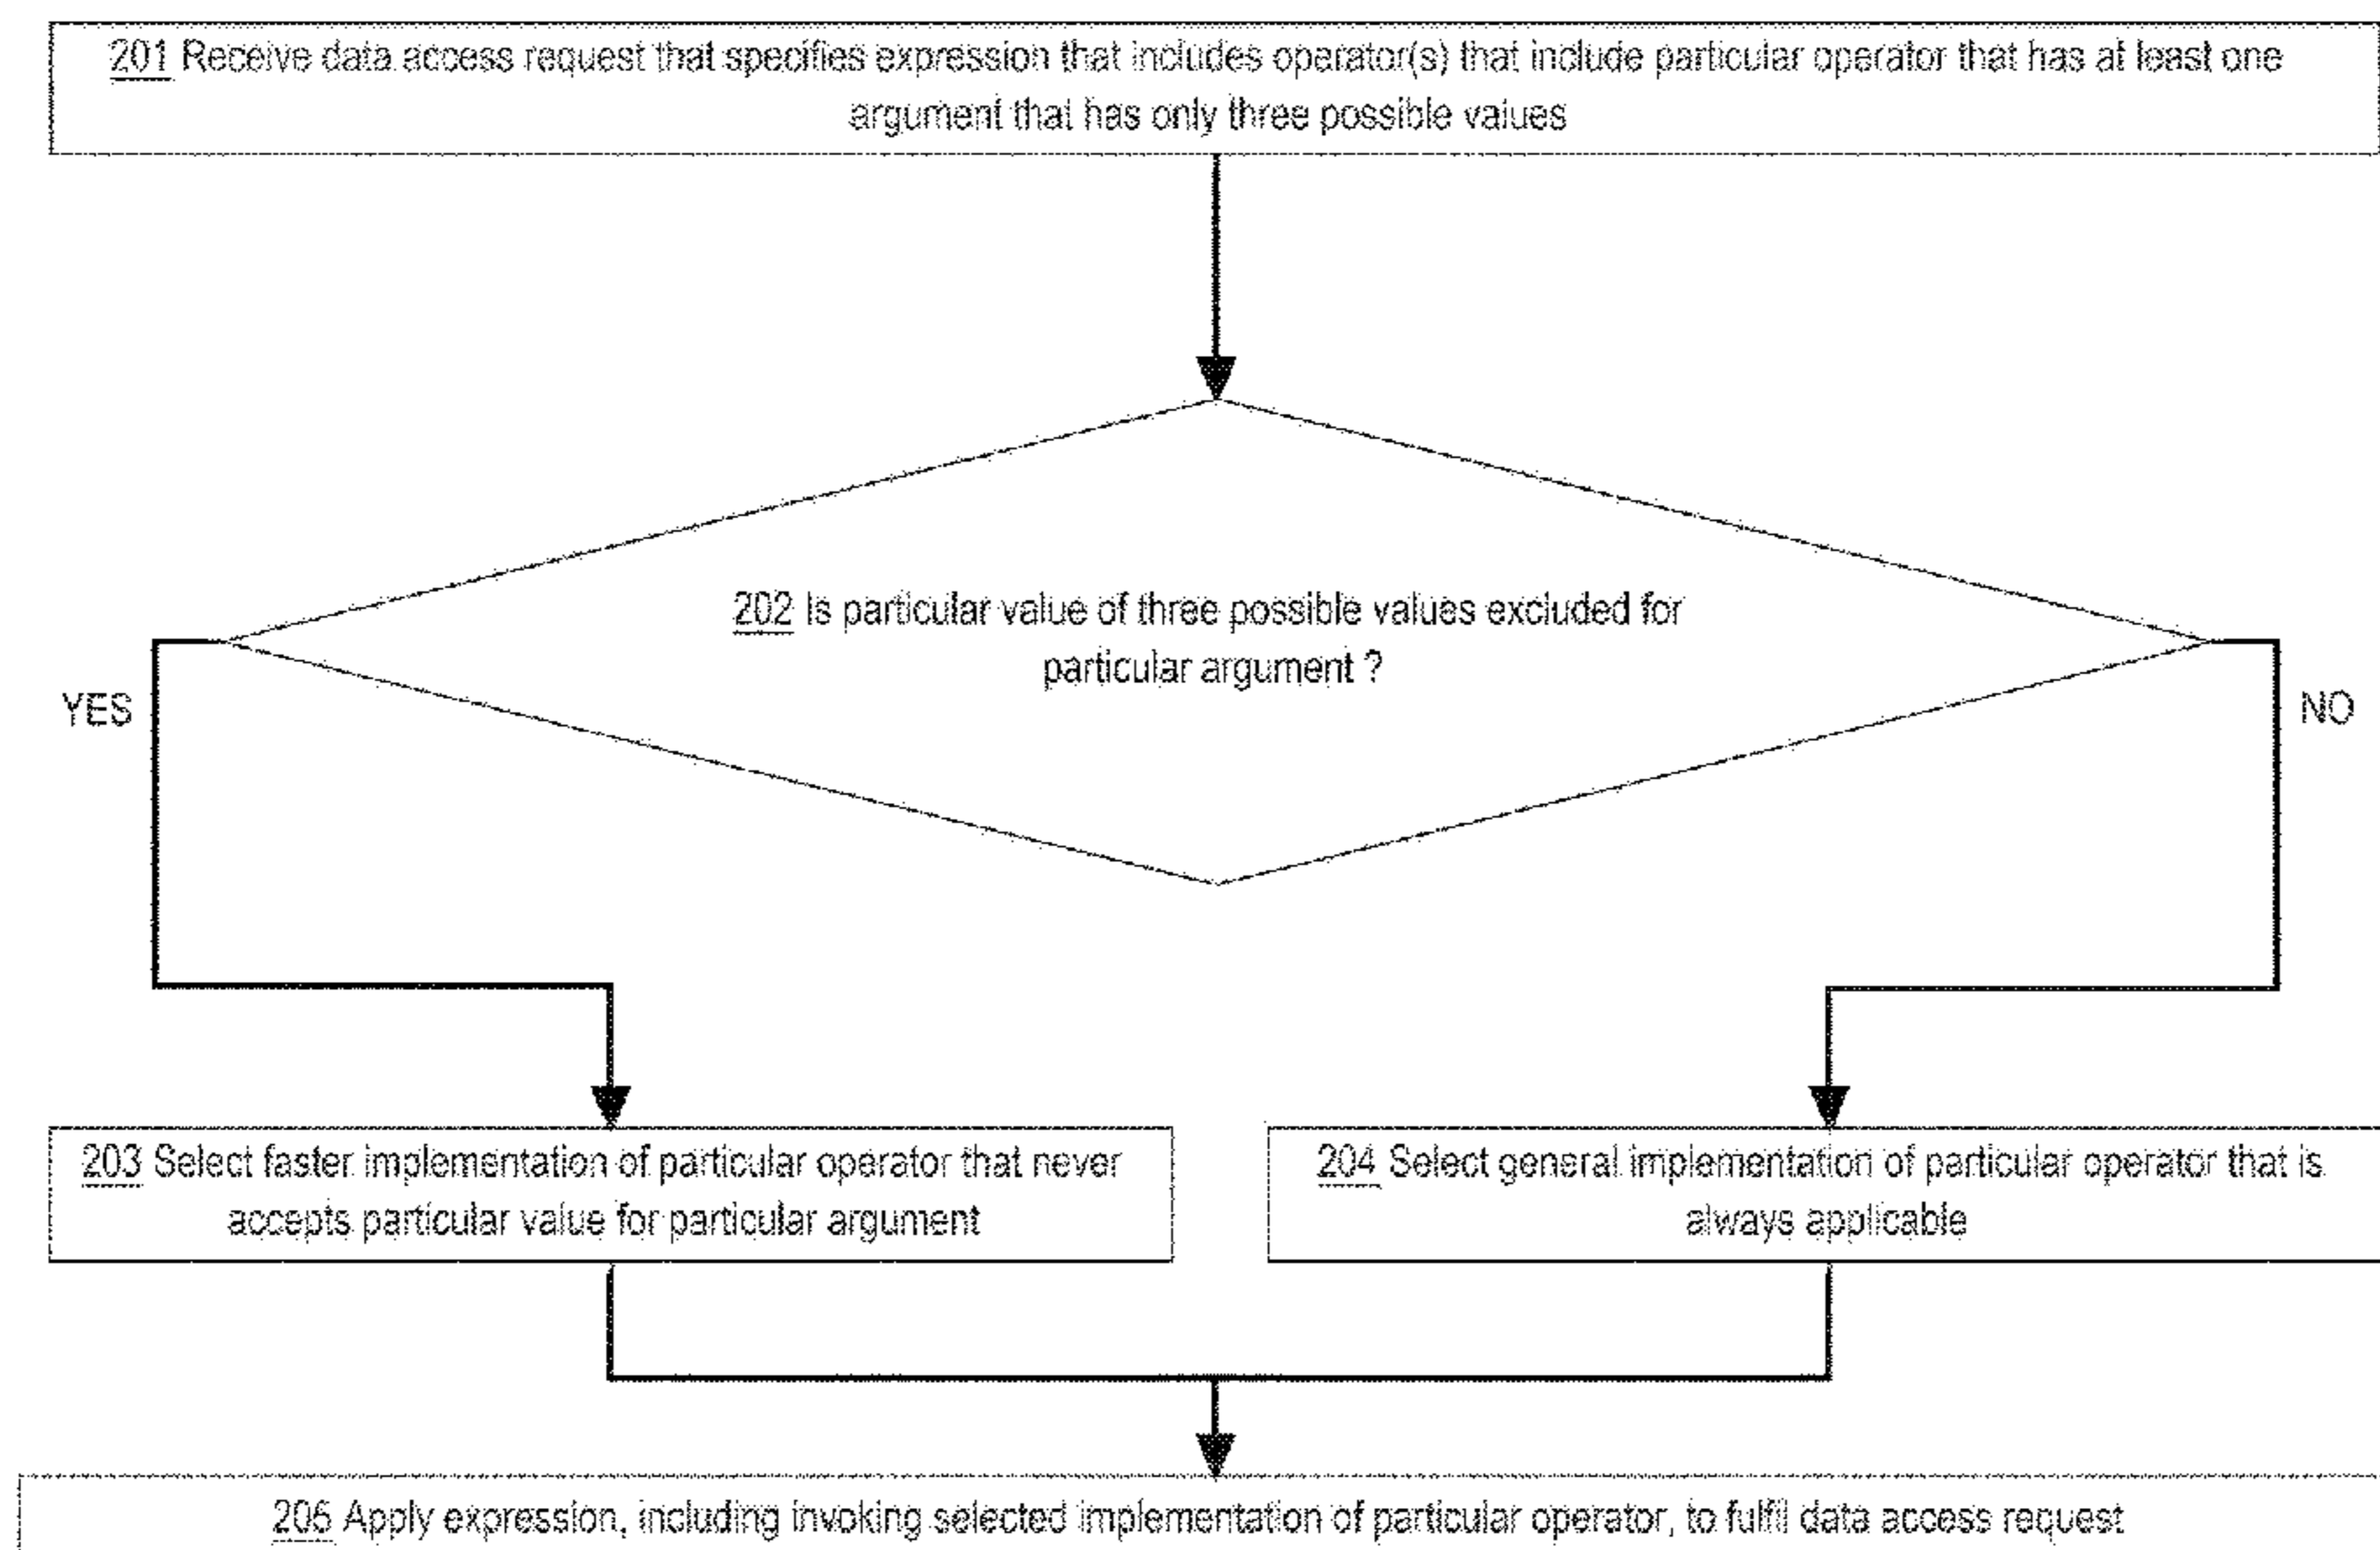 201 Receive data access request that specifies expression that includes operator(s) that include particular operator that has at least one
argument that has only three possible values
202 Is particular value of three possible values excluded for
particular argument ?
YES
NO
203 Select faster implementation of particular operator that never
accepts particular value for particular argument
204 Select general implementation of particular operator that is
always applicable
205 Apply expression, including invoking selected implementation of particular operator, to fulfil data access request